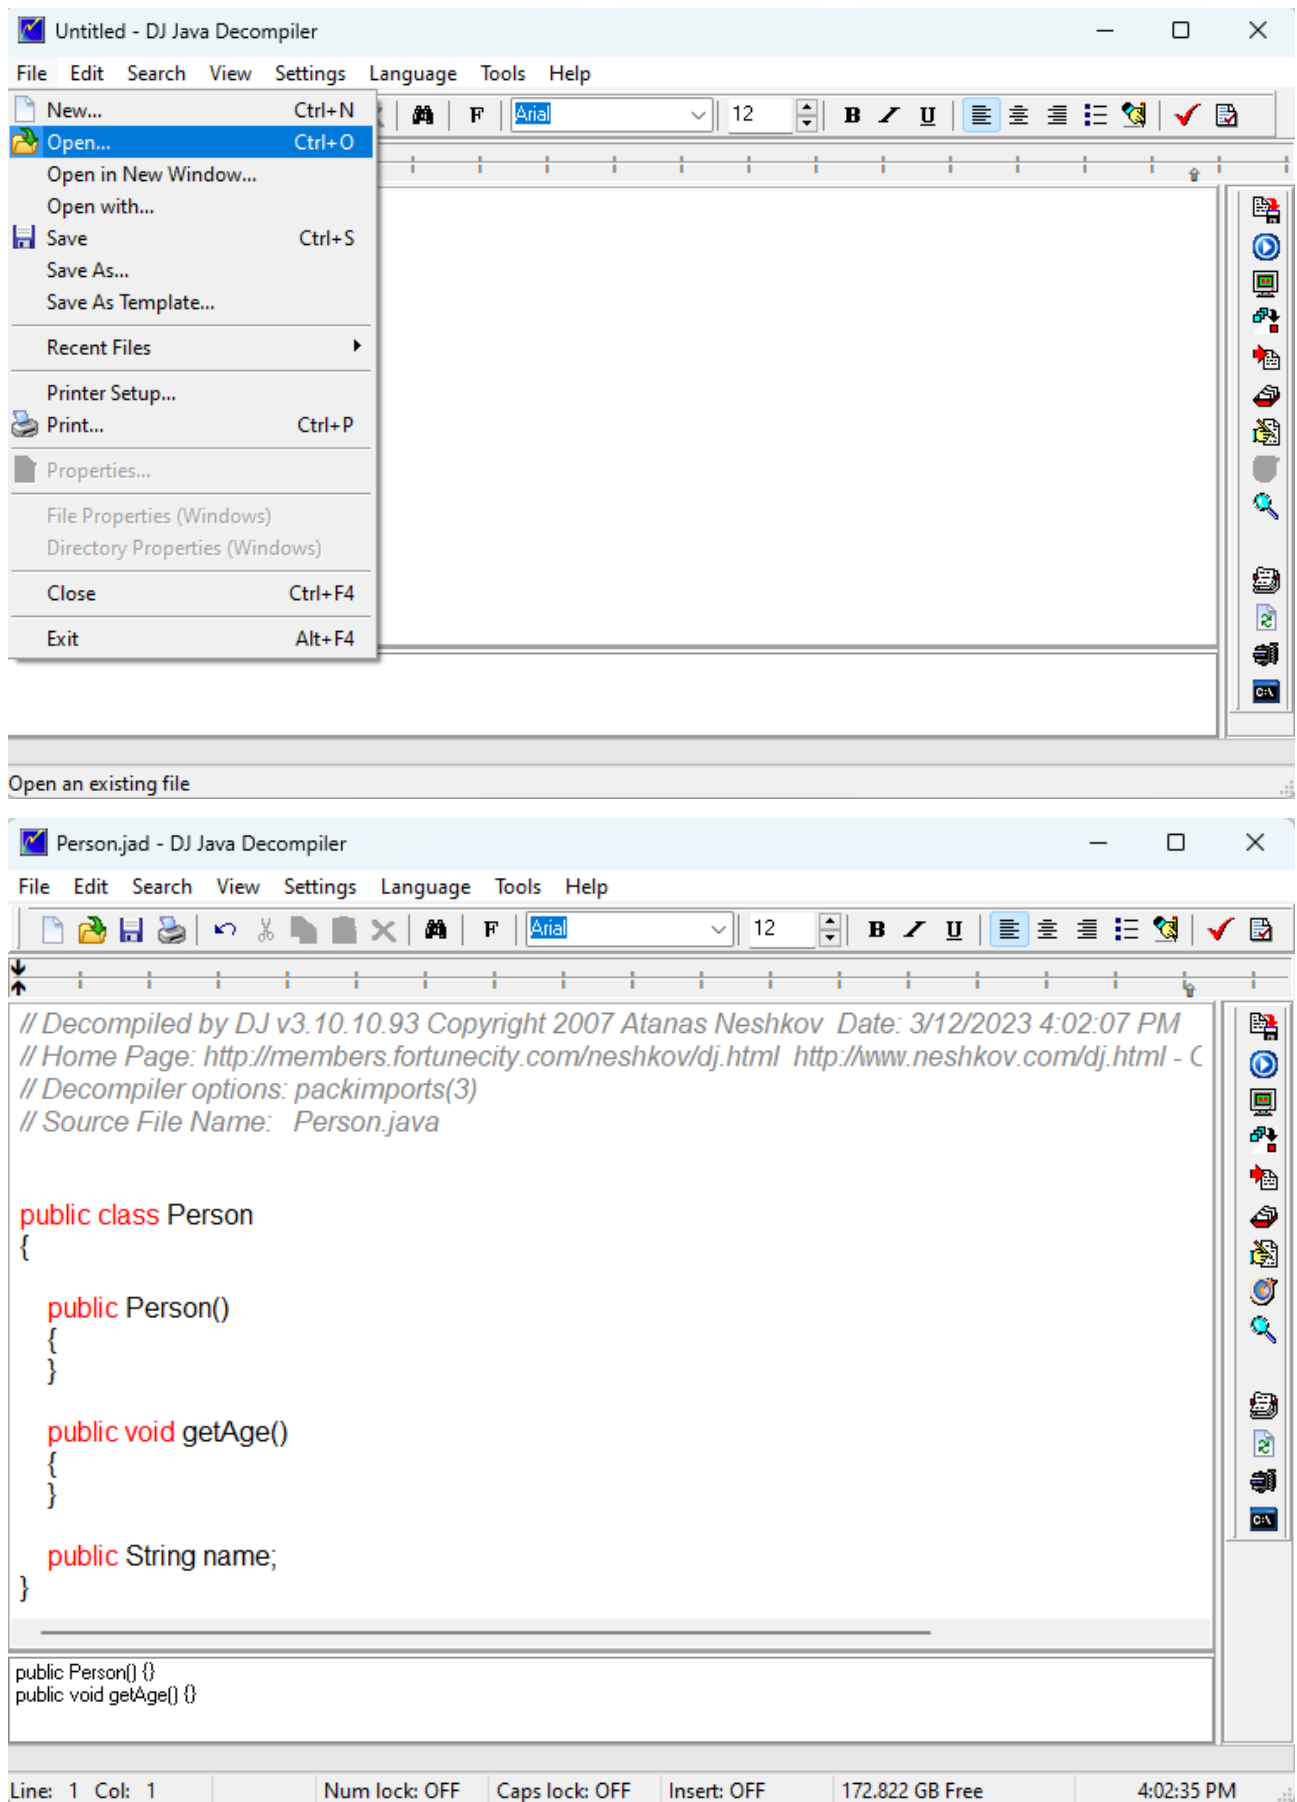 Untitled - DJ Java Decompiler
File Edit Search View Settings Language Tools Help
New... Ctrl+N
F Arial 12 B I U
Open... Ctrl+O
Open in New Window...
Open with...
Save Ctrl+S
Save As...
Save As Template...
Recent Files
Printer Setup...
Print... Ctrl+P
Properties...
File Properties (Windows)
Directory Properties (Windows)
Close Ctrl+F4
Exit Alt+F4
C:\
Open an existing file
Person.jad - DJ Java Decompiler
File Edit Search View Settings Language Tools Help
F Arial 12 B I U
// Decompiled by DJ v3.10.10.93 Copyright 2007 Atanas Neshkov Date: 3/12/2023 4:02:07 PM
// Home Page: http://members.fortunecity.com/neshkov/dj.html http://www.neshkov.com/dj.html - C
// Decompiler options: packimports(3)
// Source File Name: Person.java
public class Person
{
public Person()
{
}
public void getAge()
{
}
public String name;
}
C:\
public Person() {}
public void getAge() {}
Line: 1 Col: 1 Num lock: OFF Caps lock: OFF Insert: OFF 172.822 GB Free 4:02:35 PM